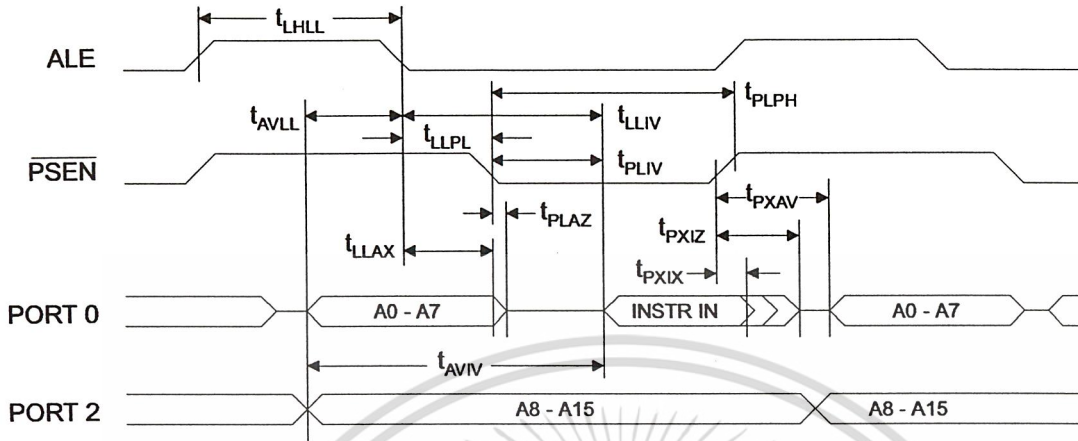 tLHLL
ALE
tPLPH
tAVLL
tLLIV
tLLPL
PSEN
tPLIV
tPXAV
tPLAZ
tPXIZ
tLLAX
tPXIX
PORT 0
A0 - A7
INSTR IN
A0 - A7
tAVIV
PORT 2
A8 - A15
A8 - A15